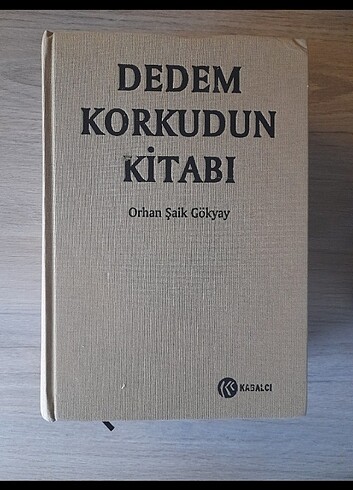 DEDEM
KORKUDUN
KİTABI
Orhan Şaik Gökyay
KABALCI